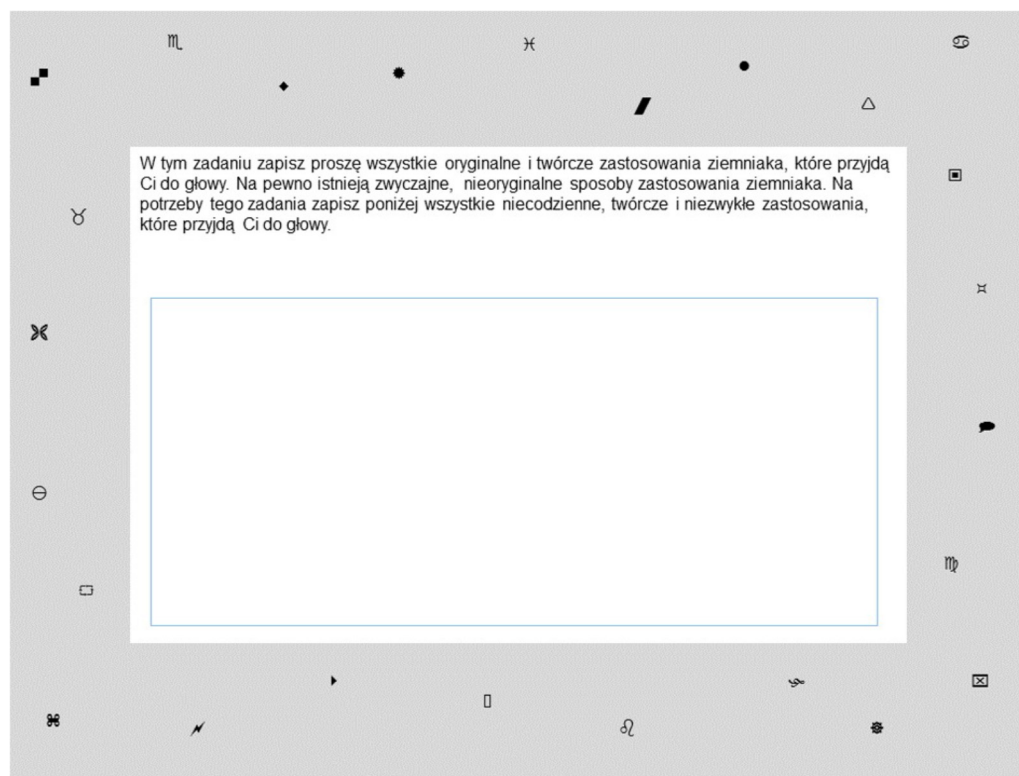 W tym zadaniu zapisz proszę wszystkie oryginalne i twórcze zastosowania ziemniaka, które przyjdą
Ci do głowy. Na pewno istnieją zwyczajne, nieoryginalne sposoby zastosowania ziemniaka. Na
potrzeby tego zadania zapisz poniżej wszystkie niecodzienne, twórcze i niezwykłe zastosowania,
które przyjdą Ci do głowy.